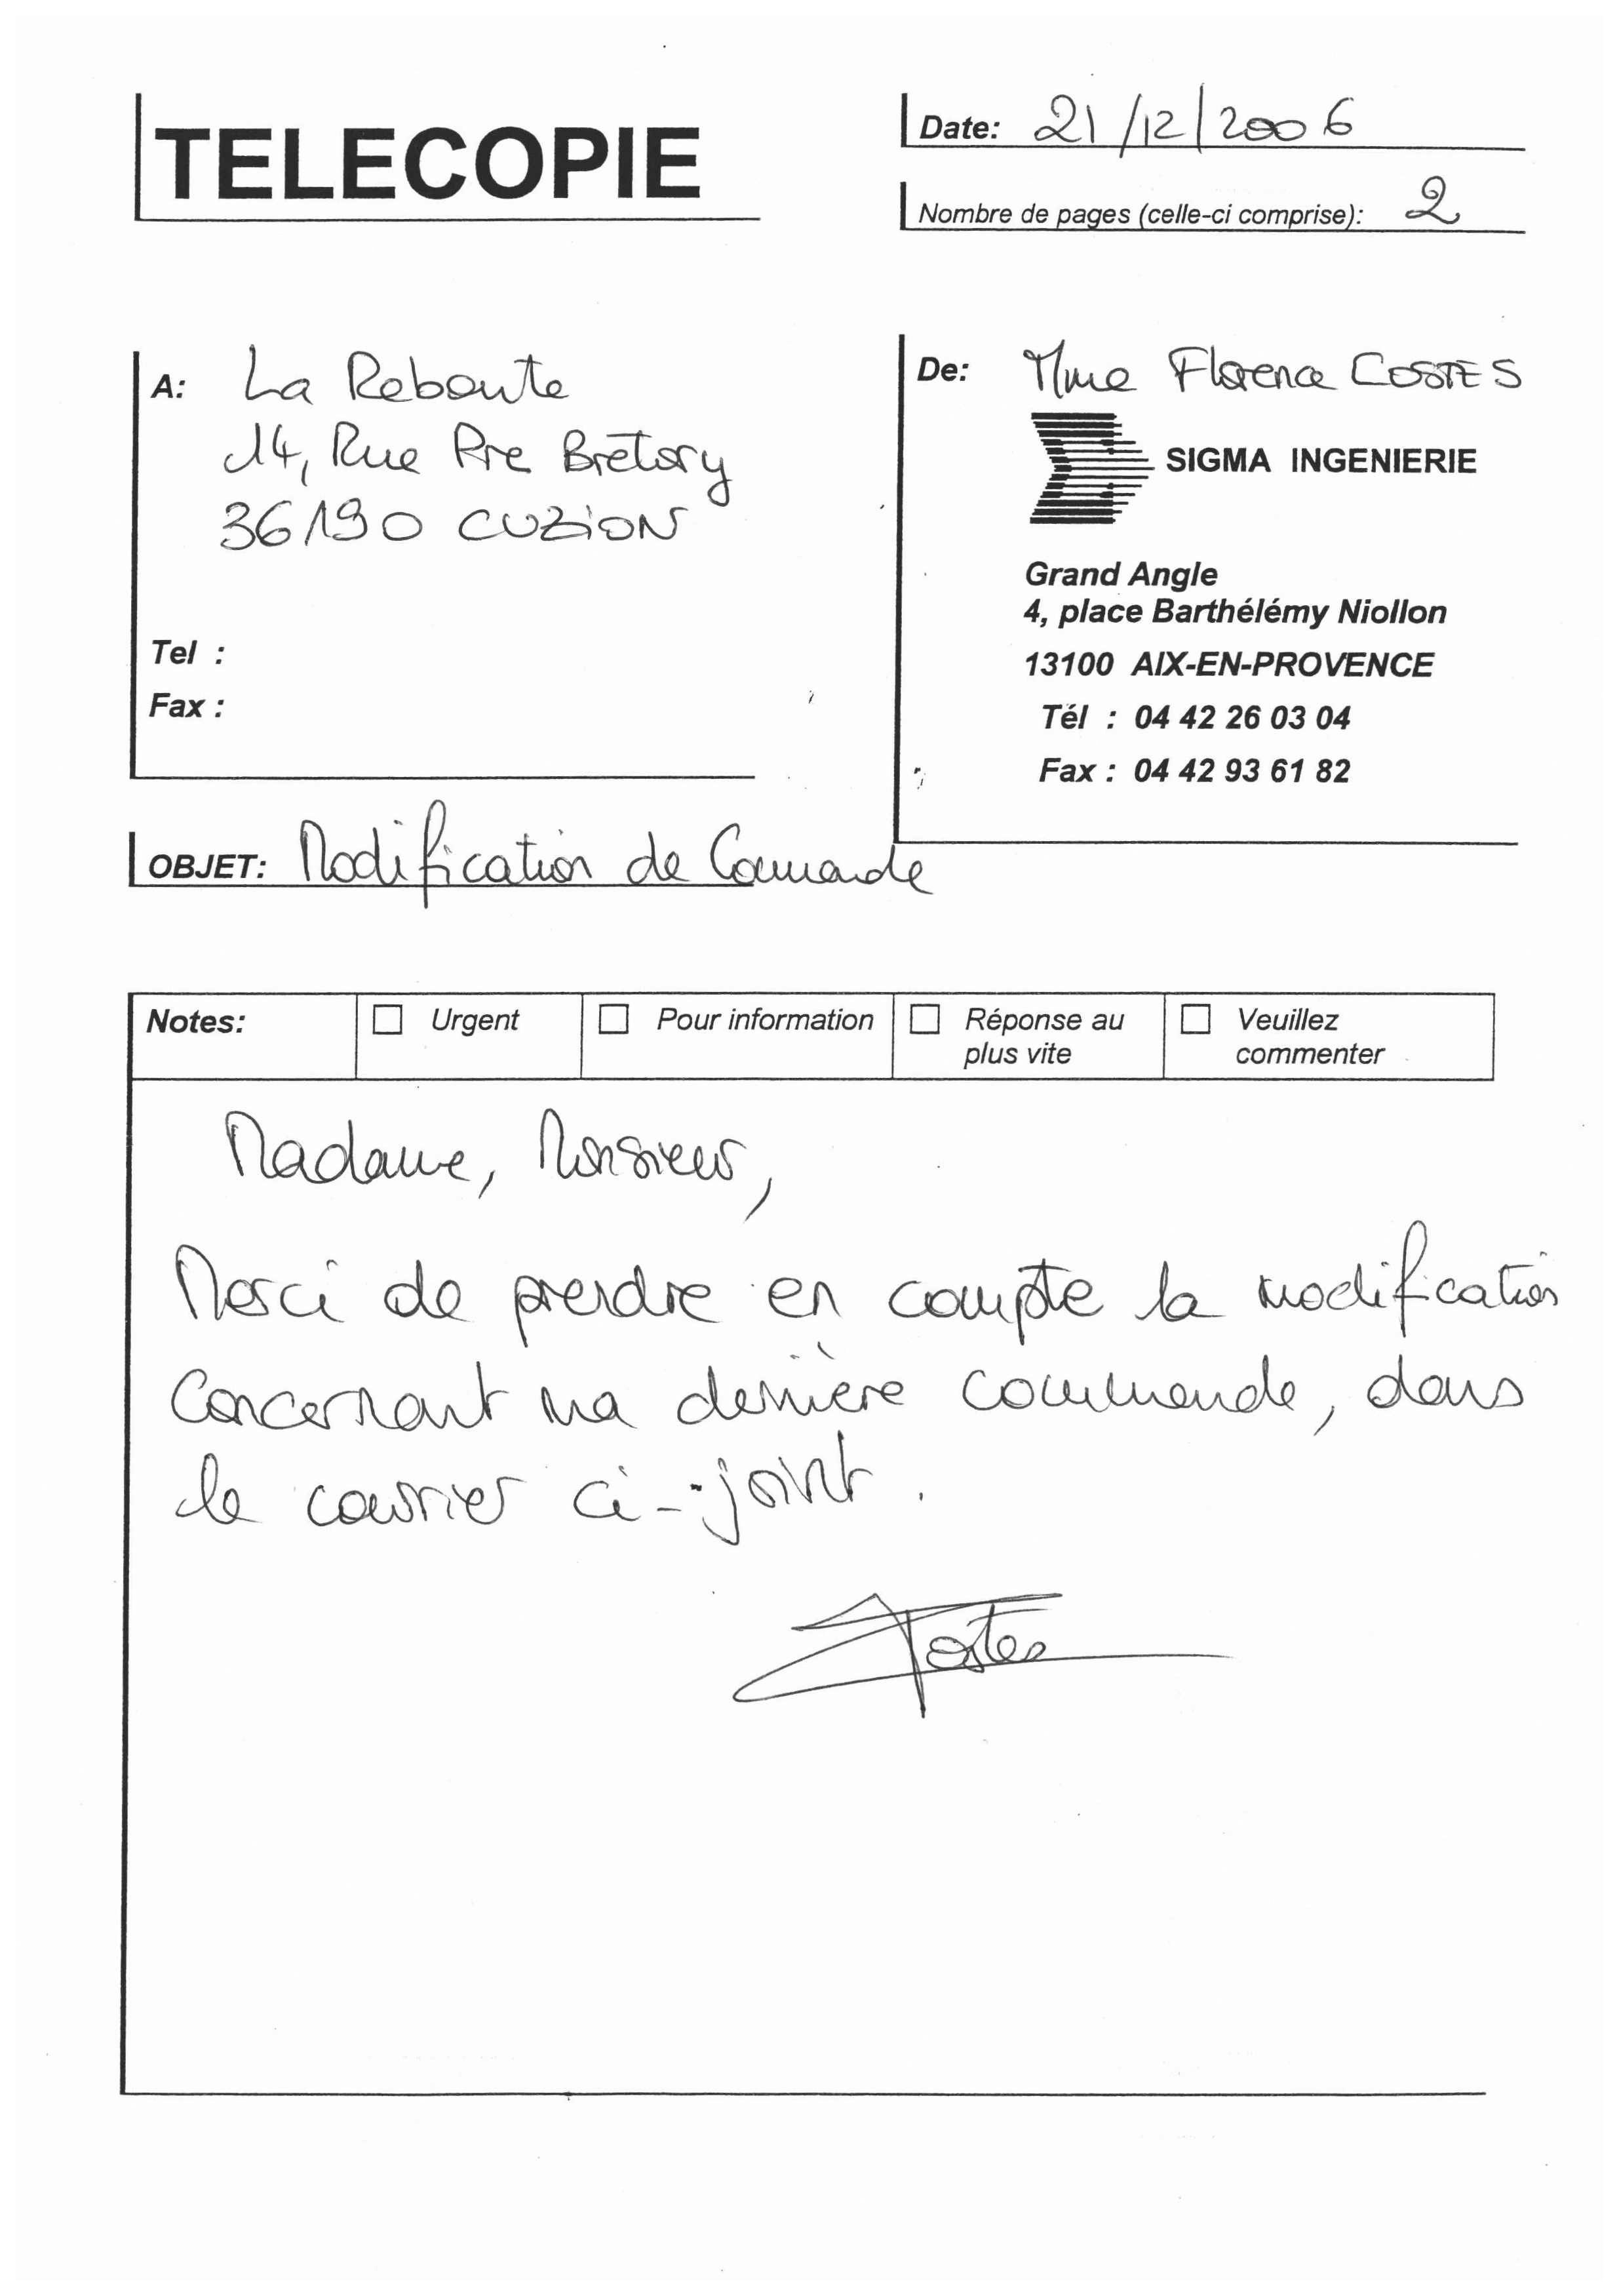 TELECOPIE
Date: 21/12/2006
Nombre de pages (celle-ci comprise): 2
A: La Reboute
14, Rue Pre Bretory
36190 CUZION
Tel :
Fax :
De: Mme Florence COSTES
SIGMA INGENIERIE
Grand Angle
4, place Barthélémy Niollon
13100 AIX-EN-PROVENCE
Tél : 04 42 26 03 04
Fax : 04 42 93 61 82
OBJET: Modification de Commande
Notes:
Urgent
Pour information
Réponse au
plus vite
Veuillez
commenter
Madame, Monsieur,
Merci de prendre en compte la modification
concernant ma dernière commande, dans
le courrier ci-joint.
Costes